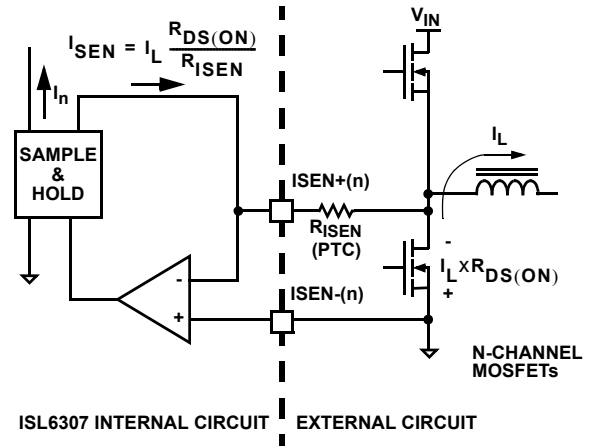 V_IN
I_SEN = I_L R_DS(ON) / R_ISEN
I_n
SAMPLE
&
HOLD
I_L
ISEN+(n)
R_ISEN
(PTC)
-
I_L x R_DS(ON)
+
-
+
ISEN-(n)
N-CHANNEL
MOSFETs
ISL6307 INTERNAL CIRCUIT
EXTERNAL CIRCUIT